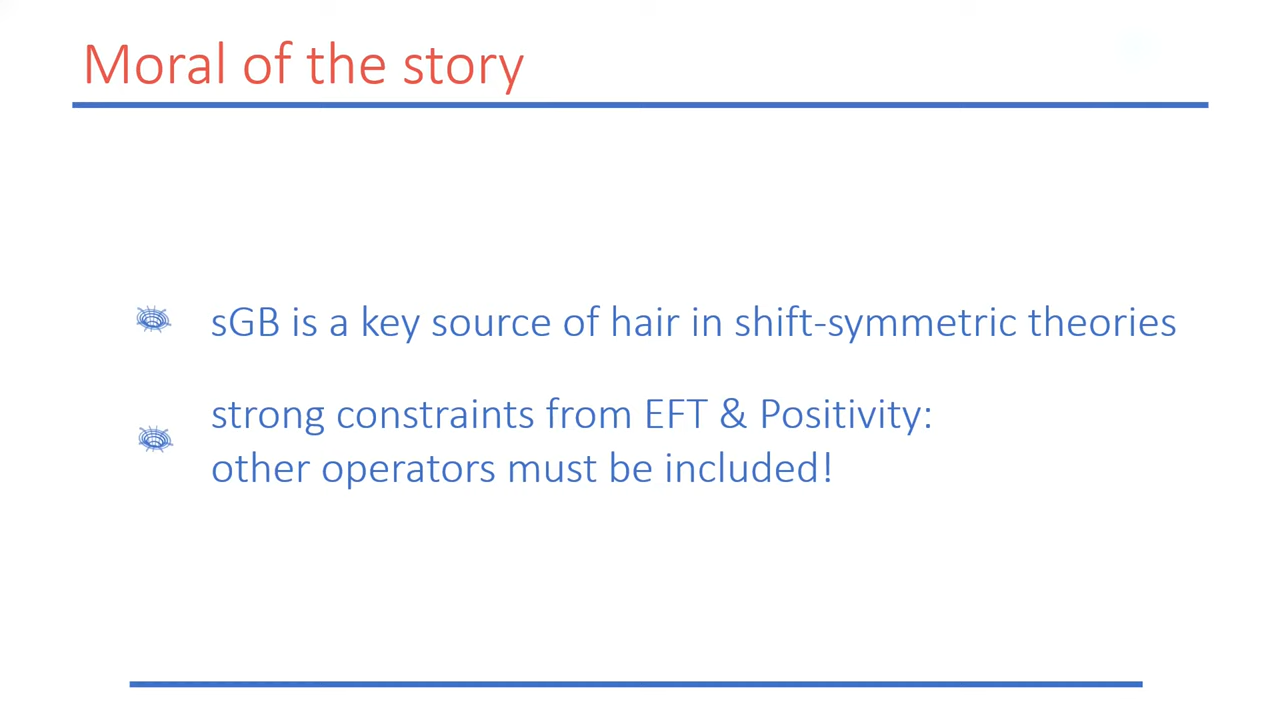 Moral of the story
sGB is a key source of hair in shift-symmetric theories
strong constraints from EFT & Positivity:
other operators must be included!